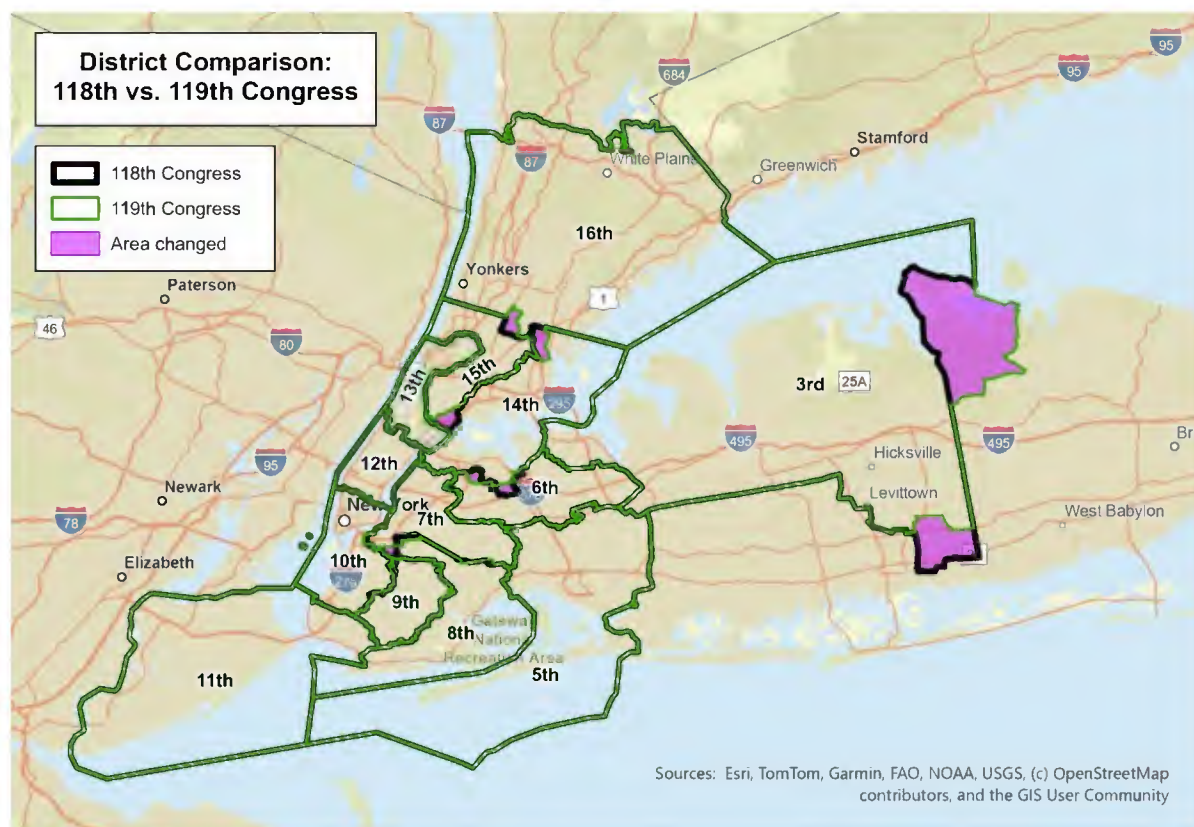 District Comparison:
118th vs. 119th Congress
118th Congress
119th Congress
Area changed
95
95
684
87
87
Stamford
White Plains
Greenwich
16th
Yonkers
Paterson
1
46
80
13th
15th
3rd
25A
14th
295
495
495
Br
12th
95
Hicksville
6th
Newark
Levittown
New York
7th
West Babylon
78
10th
Elizabeth
278
9th
8th
Gateway
National
Recreation Area
5th
11th
Sources: Esri, TomTom, Garmin, FAO, NOAA, USGS, (c) OpenStreetMap
contributors, and the GIS User Community